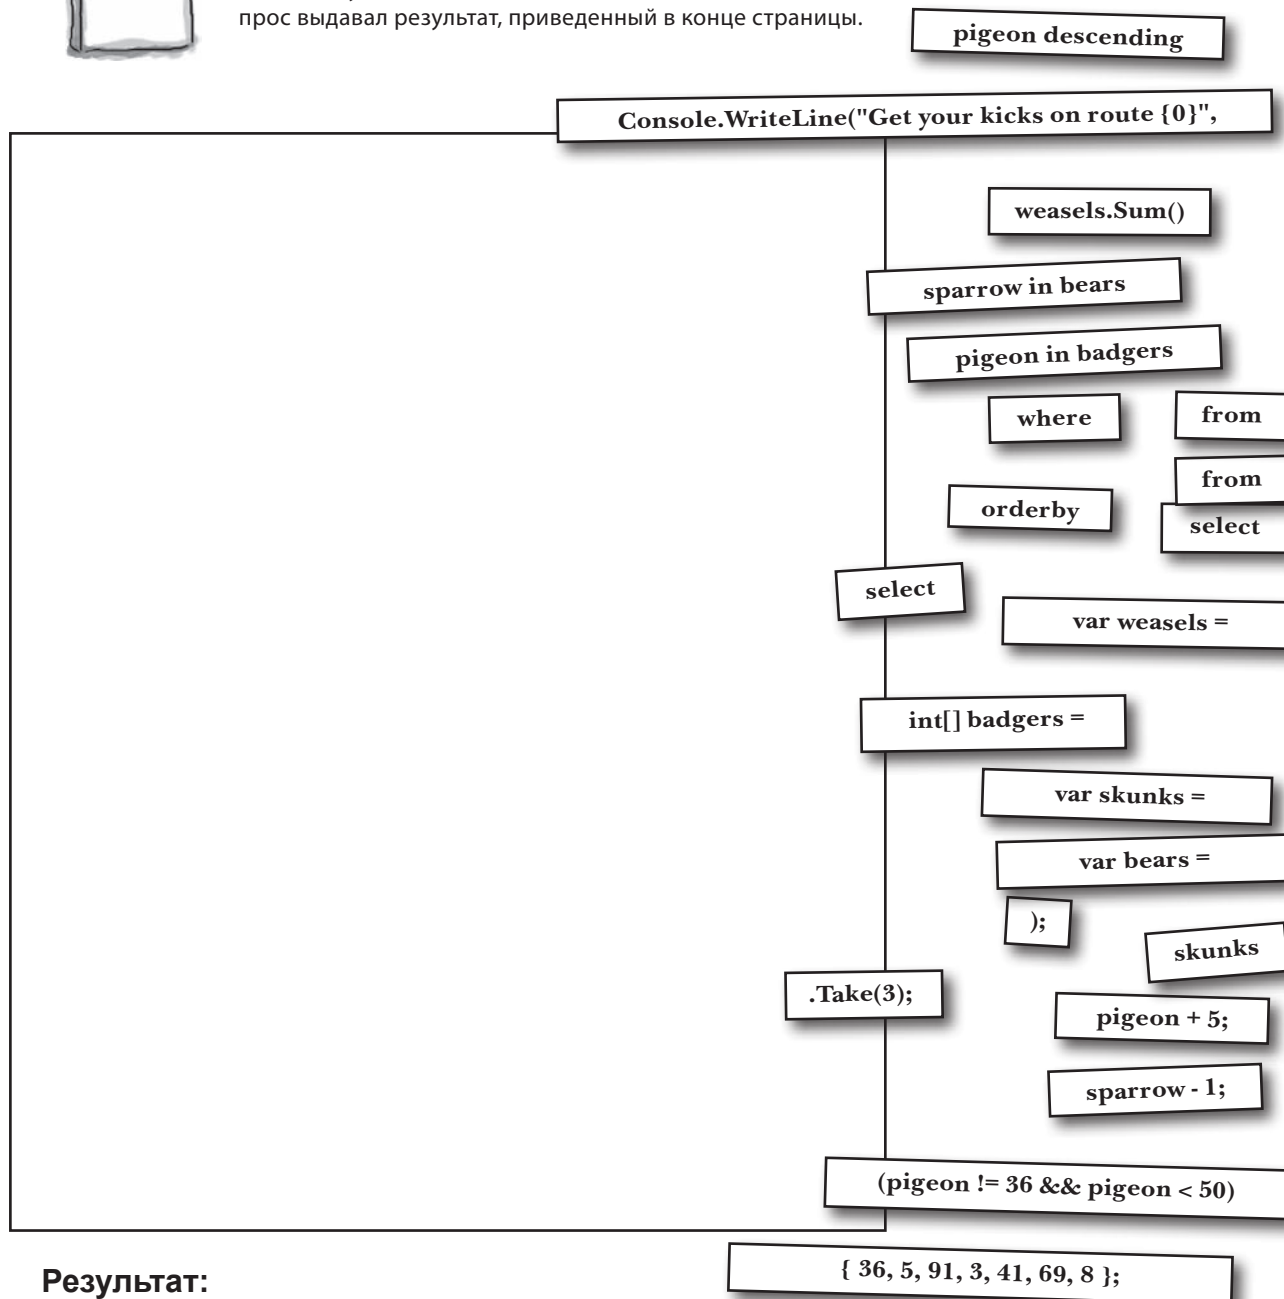 прос выдавал результат, приведенный в конце страницы.
pigeon descending
Console.WriteLine("Get your kicks on route {0}",
weasels.Sum()
sparrow in bears
pigeon in badgers
where
from
from
orderby
select
select
var weasels =
int[] badgers =
var skunks =
var bears =
);
skunks
.Take(3);
pigeon + 5;
sparrow - 1;
(pigeon != 36 && pigeon < 50)
{ 36, 5, 91, 3, 41, 69, 8 };
Результат: